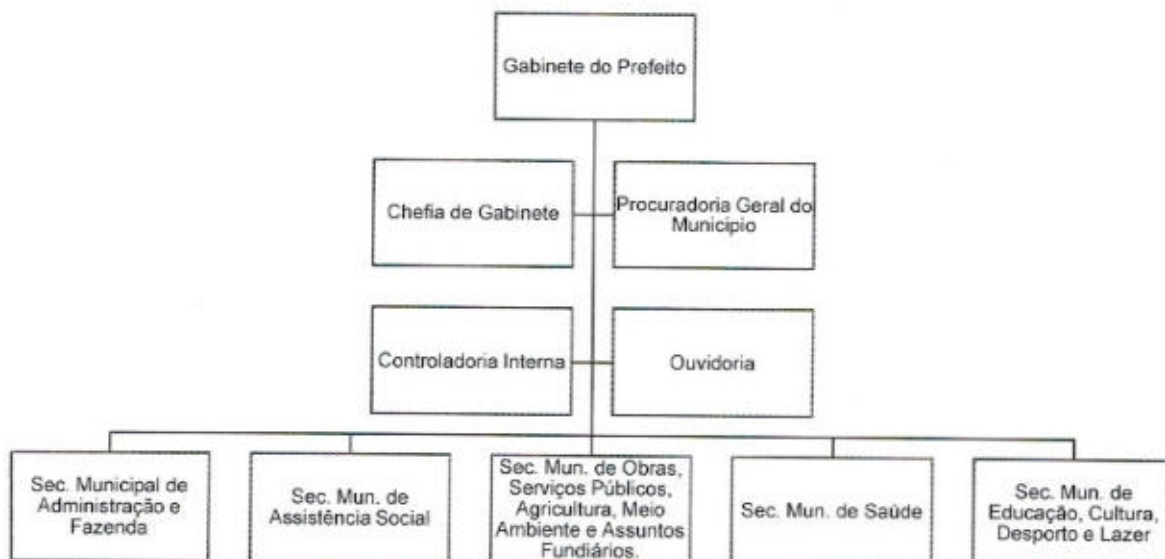 Gabinete do Prefeito
Chefia de Gabinete
Procuradoria Geral do
Municipio
Controladoria Interna
Ouvidoria
Sec. Municipal de
Administração e
Fazenda
Sec. Mun. de
Assistência Social
Sec. Mun. de Obras,
Serviços Públicos,
Agricultura, Meio
Ambiente e Assuntos
Fundiários.
Sec. Mun. de Saúde
Sec. Mun. de
Educação, Cultura,
Desporto e Lazer